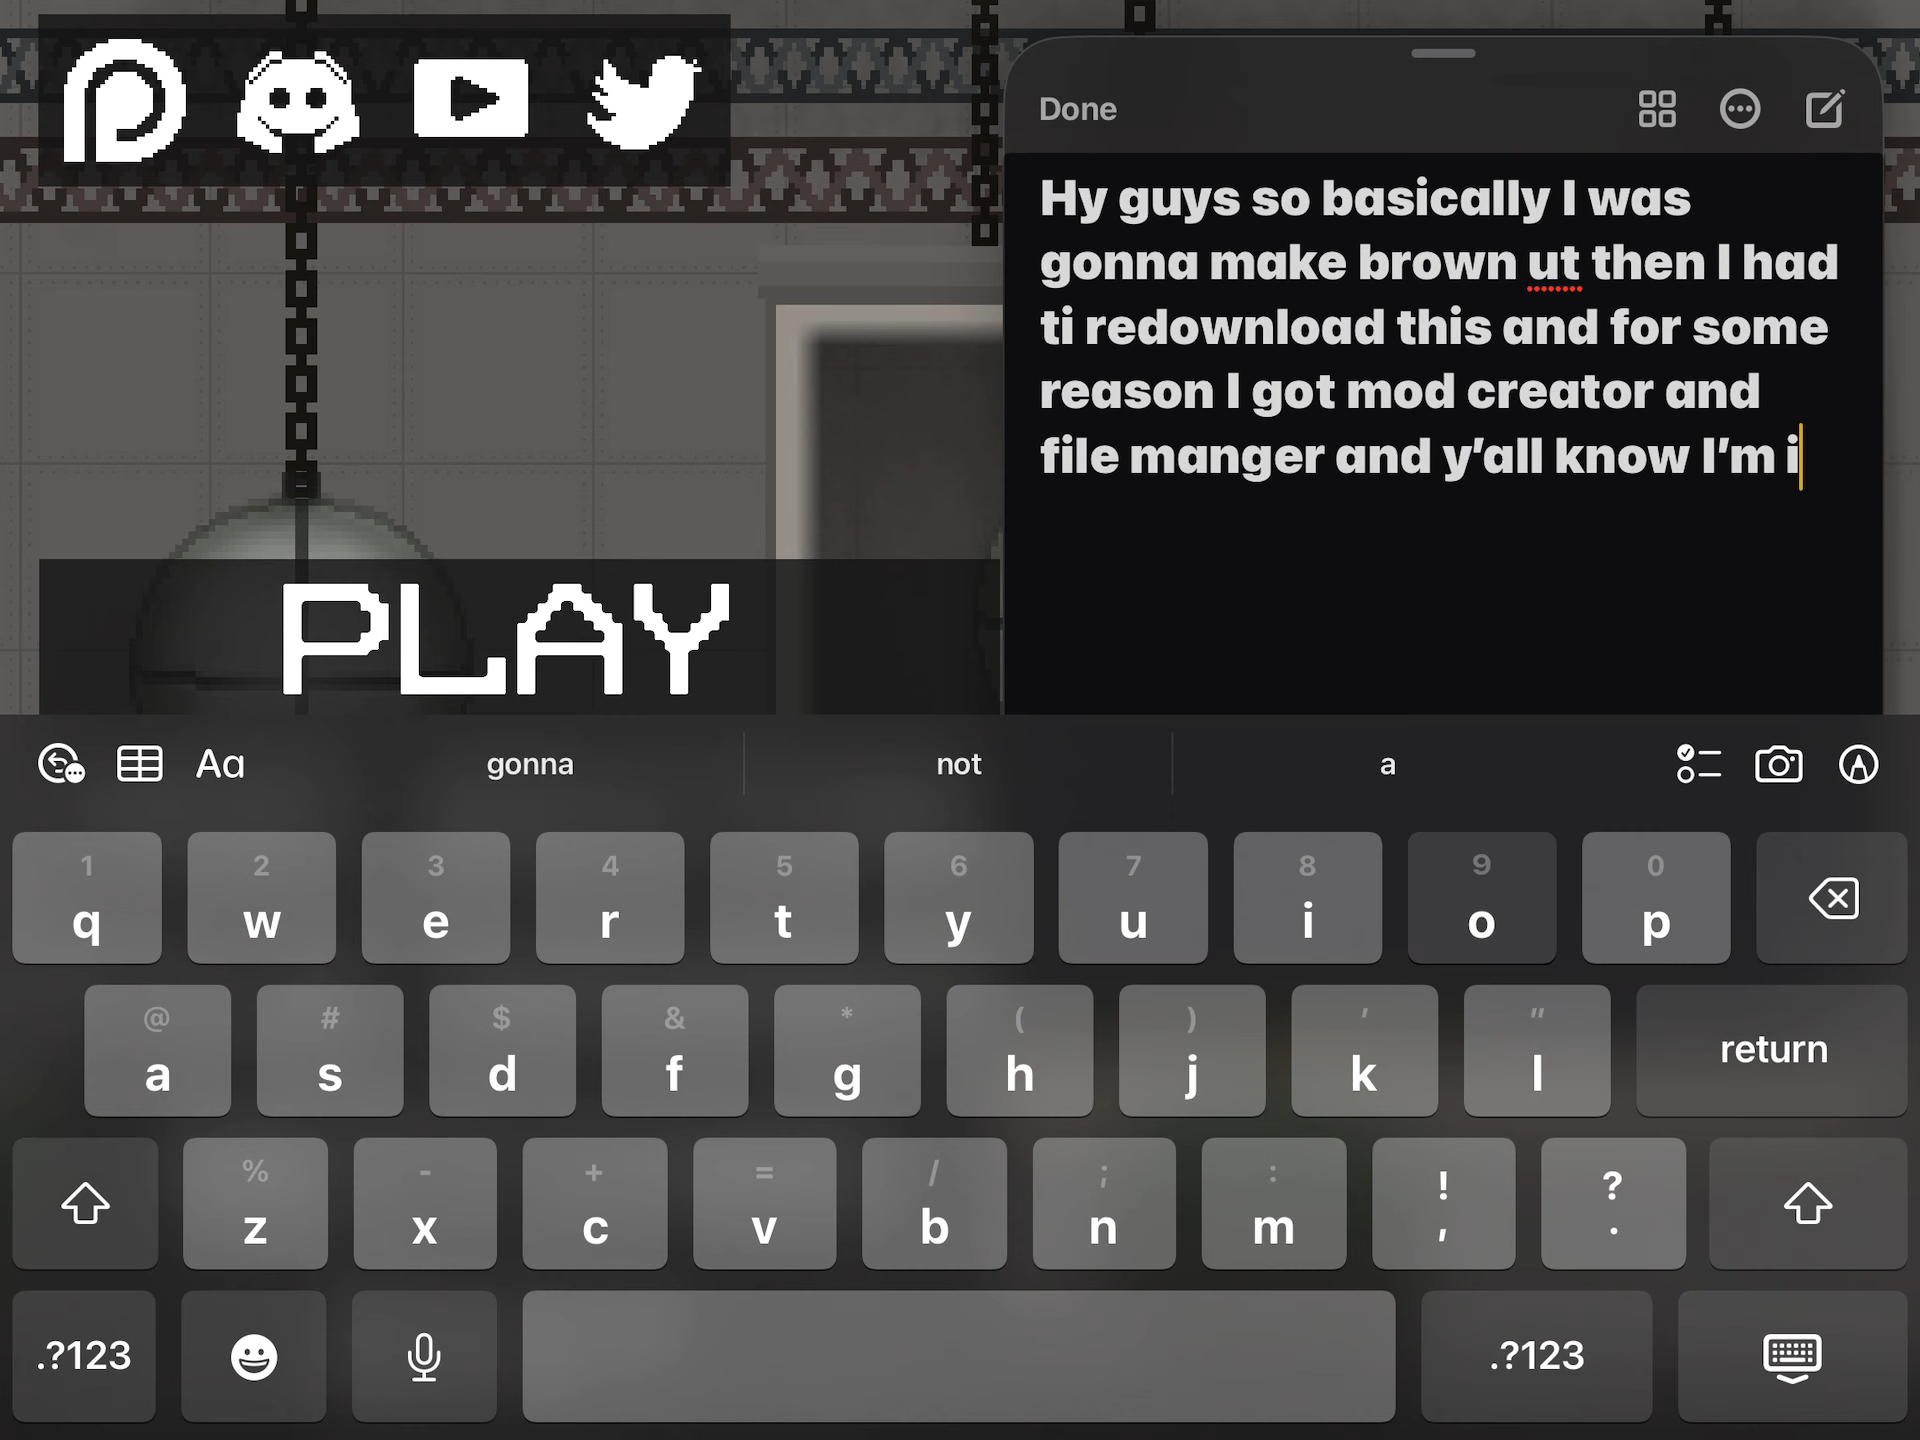 Done
Hy guys so basically I was
gonna make brown ut then I had
ti redownload this and for some
reason I got mod creator and
file manger and y’all know I’m i
PLAY
Aa gonna not a
1 2 3 4 5 6 7 8 9 0
q w e r t y u i o p
@ # $ & * ( ) ' "
a s d f g h j k l return
% - + = / ; : ! ?
z x c v b n m , .
.?123 .?123